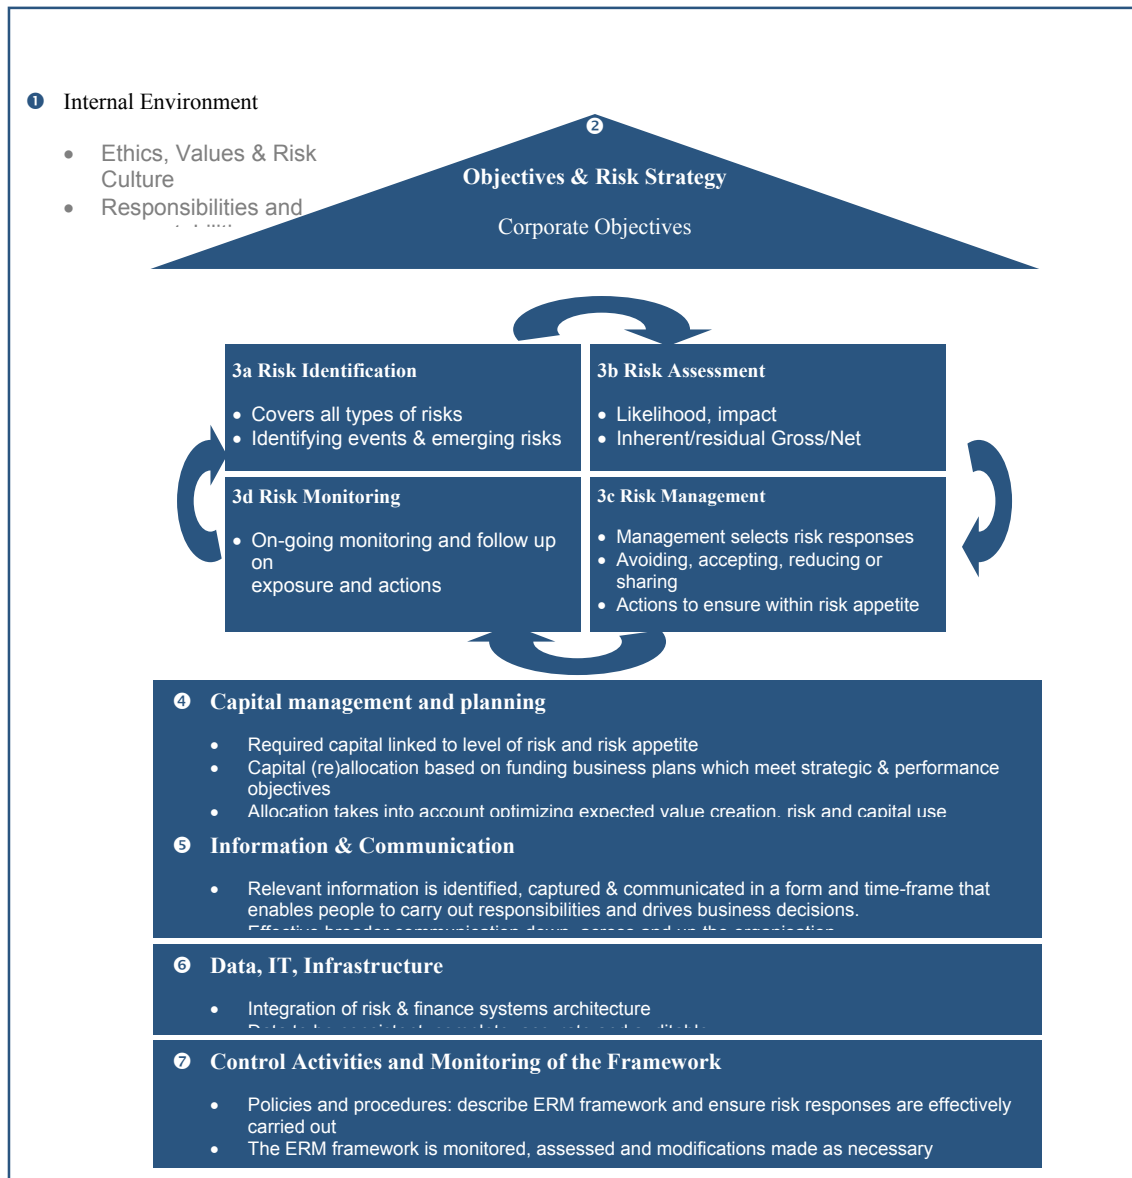 ❶ Internal Environment
• Ethics, Values & Risk
Culture
• Responsibilities and
❷
Objectives & Risk Strategy
Corporate Objectives
3a Risk Identification
• Covers all types of risks
• Identifying events & emerging risks
3b Risk Assessment
• Likelihood, impact
• Inherent/residual Gross/Net
3d Risk Monitoring
• On-going monitoring and follow up
on
exposure and actions
3c Risk Management
• Management selects risk responses
• Avoiding, accepting, reducing or
sharing
• Actions to ensure within risk appetite
❹ Capital management and planning
• Required capital linked to level of risk and risk appetite
• Capital (re)allocation based on funding business plans which meet strategic & performance
objectives
• Allocation takes into account optimizing expected value creation, risk and capital use
❺ Information & Communication
• Relevant information is identified, captured & communicated in a form and time-frame that
enables people to carry out responsibilities and drives business decisions.
Effective broader communication down, across and up the organisation
❻ Data, IT, Infrastructure
• Integration of risk & finance systems architecture
❼ Control Activities and Monitoring of the Framework
• Policies and procedures: describe ERM framework and ensure risk responses are effectively
carried out
• The ERM framework is monitored, assessed and modifications made as necessary